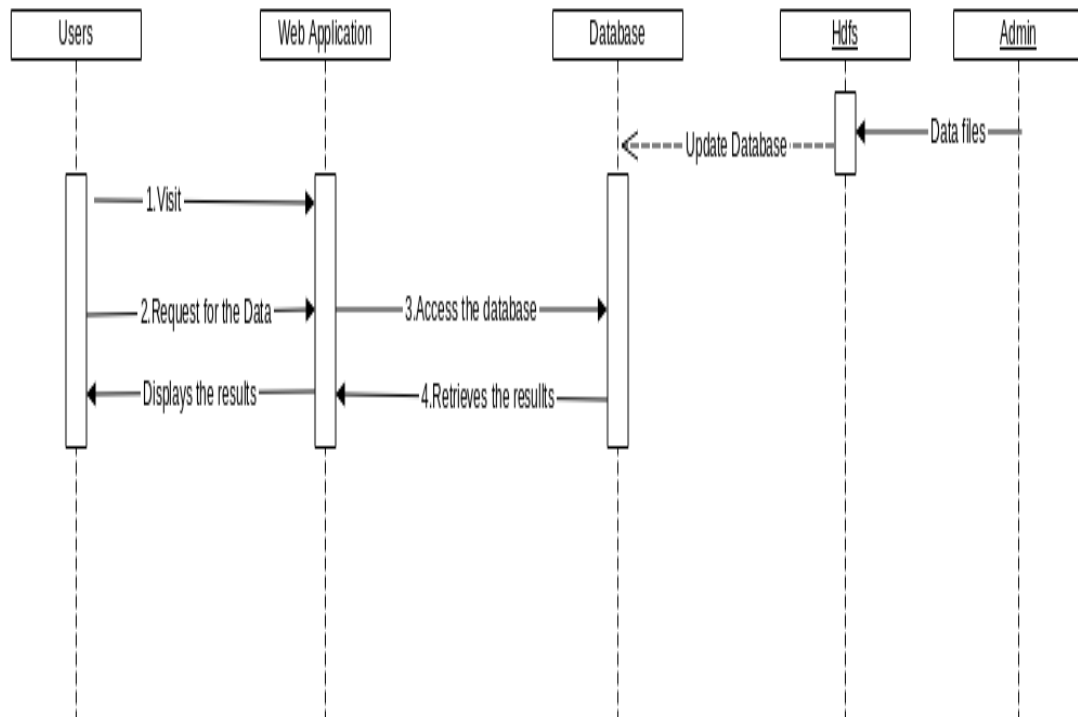 Users
Web Application
Database
Hdfs
Admin
Data files
Update Database
1.Visit
2.Request for the Data
3.Access the database
Displays the results
4.Retrieves the resullts